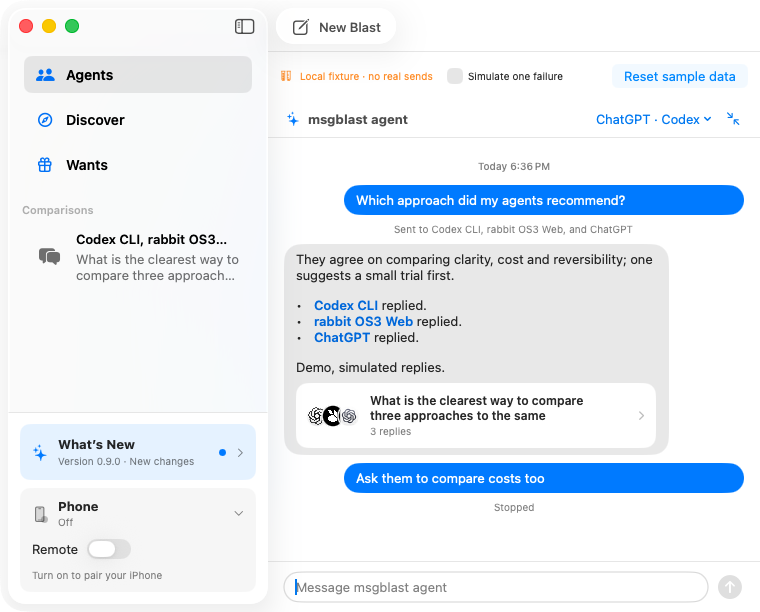 New Blast
Agents
Discover
Wants
Comparisons
Codex CLI, rabbit OS3...
What is the clearest way to
compare three approach...
What's New
Version 0.9.0 · New changes
Phone
Off
Remote
Turn on to pair your iPhone
Local fixture · no real sends
Simulate one failure
Reset sample data
msgblast agent
ChatGPT · Codex
Today 6:36 PM
Which approach did my agents recommend?
Sent to Codex CLI, rabbit OS3 Web, and ChatGPT
They agree on comparing clarity, cost and reversibility; one
suggests a small trial first.
• Codex CLI replied.
• rabbit OS3 Web replied.
• ChatGPT replied.
Demo, simulated replies.
What is the clearest way to compare
three approaches to the same
3 replies
Ask them to compare costs too
Stopped
Message msgblast agent